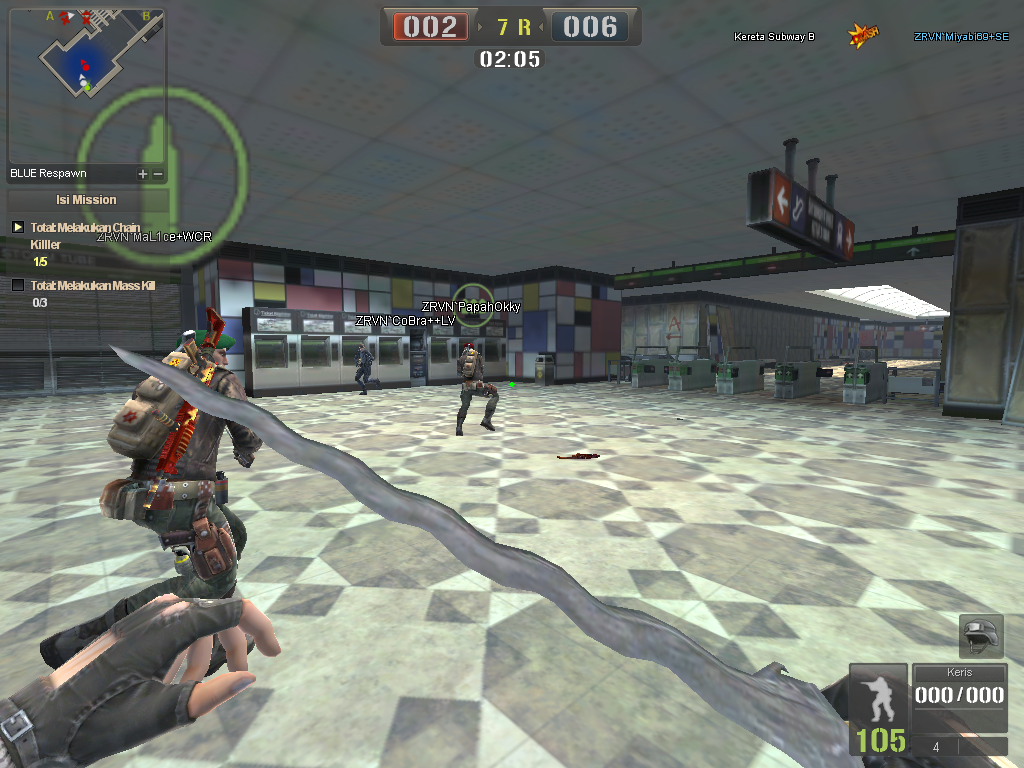 A B
002 7 R 006
02:05
Kereta Subway B ZRVN`Miyabi69+SE
BLUE Respawn + −
Isi Mission
Total: Melakukan Chain
Killler
1/5
ZRVN`MaL1ce+WCR
Total: Melakukan Mass Kill
0/3
ZRVN`PapahOkky
ZRVN`CoBra++LV
Keris
000/000
105
4